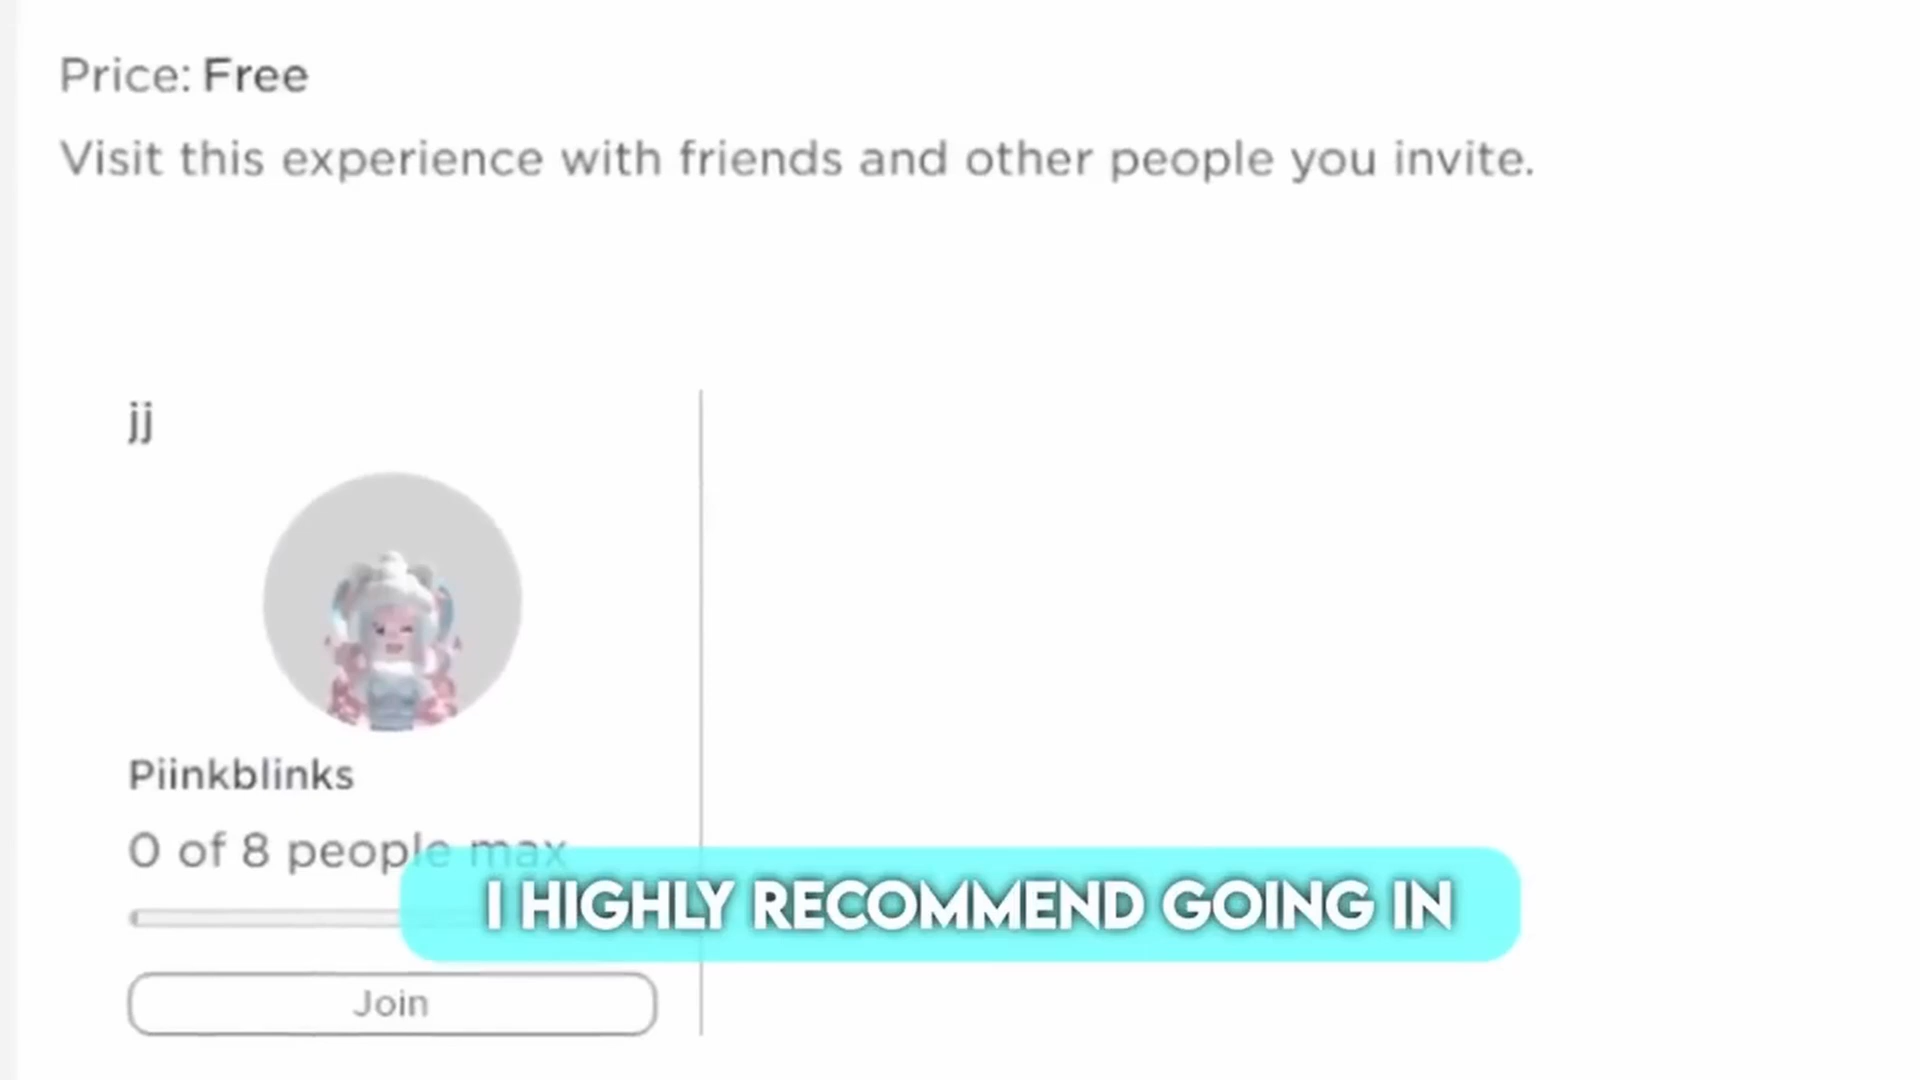 Price: Free
Visit this experience with friends and other people you invite.
jj
Piinkblinks
0 of 8 people max
I HIGHLY RECOMMEND GOING IN
Join